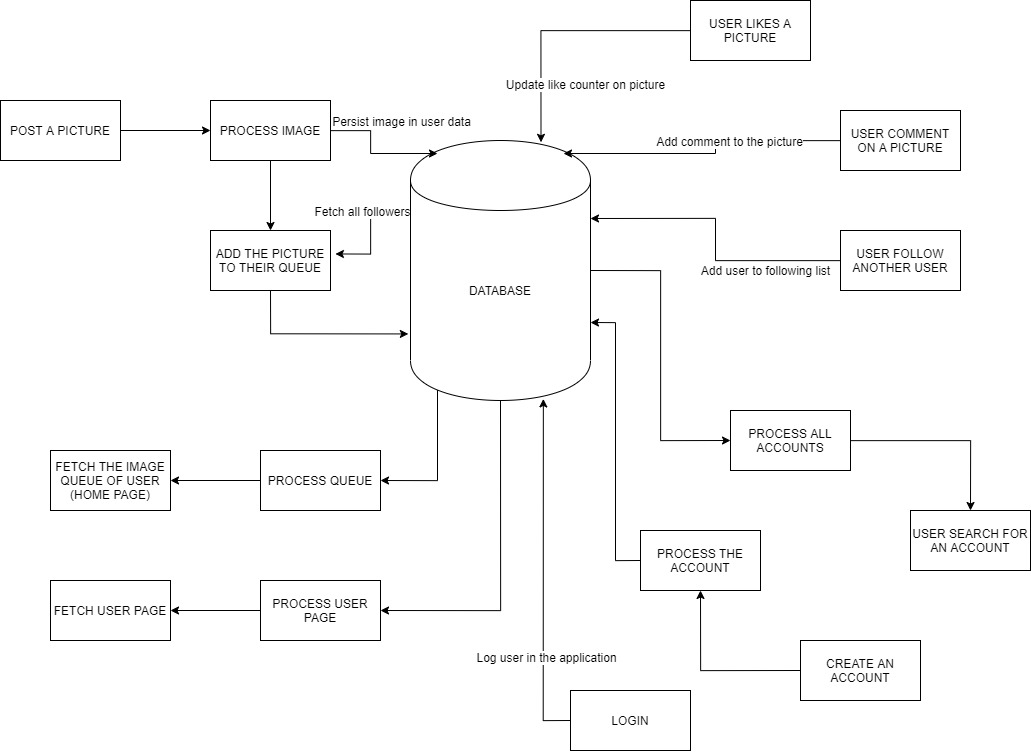 USER LIKES A
PICTURE
Update like counter on picture
POST A PICTURE
PROCESS IMAGE
Persist image in user data
Add comment to the picture
USER COMMENT
ON A PICTURE
Fetch all followers
ADD THE PICTURE
TO THEIR QUEUE
USER FOLLOW
ANOTHER USER
Add user to following list
DATABASE
PROCESS ALL
ACCOUNTS
FETCH THE IMAGE
QUEUE OF USER
(HOME PAGE)
PROCESS QUEUE
USER SEARCH FOR
AN ACCOUNT
PROCESS THE
ACCOUNT
FETCH USER PAGE
PROCESS USER
PAGE
Log user in the application
CREATE AN
ACCOUNT
LOGIN